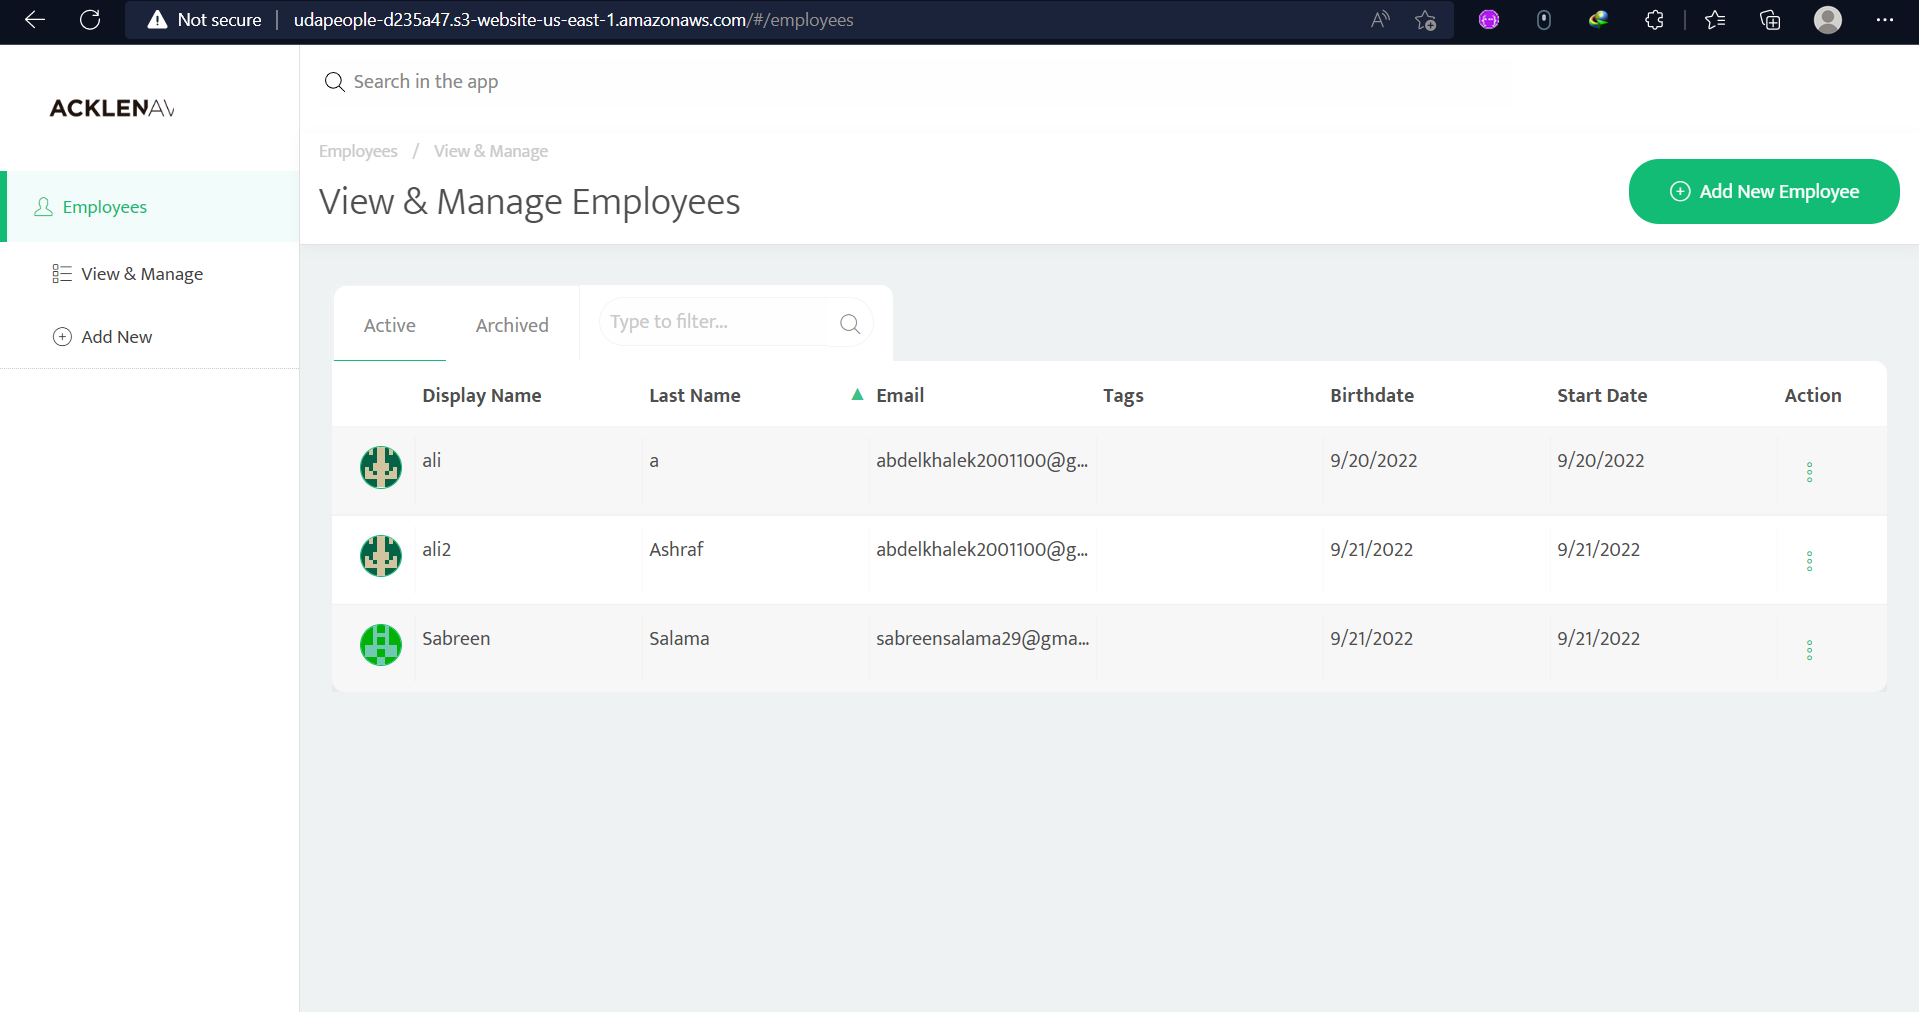 Not secure | udapeople-d235a47.s3-website-us-east-1.amazonaws.com/#/employees
ACKLENAV
Search in the app
Employees / View & Manage
View & Manage Employees
Add New Employee
Employees
View & Manage
Add New
Active Archived Type to filter...
Display Name Last Name Email Tags Birthdate Start Date Action
ali a abdelkhalek2001100@g... 9/20/2022 9/20/2022
ali2 Ashraf abdelkhalek2001100@g... 9/21/2022 9/21/2022
Sabreen Salama sabreensalama29@gma... 9/21/2022 9/21/2022